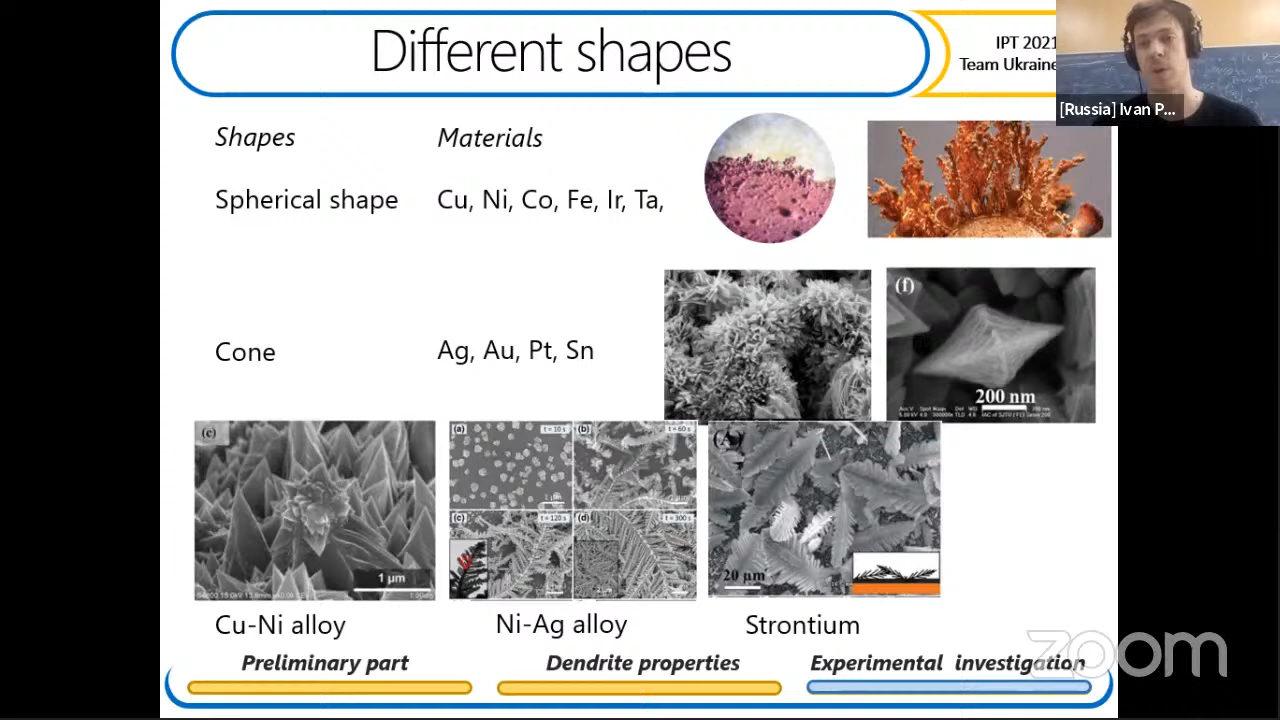 Different shapes
IPT 2021
Team Ukraine
[Russia] Ivan P...
Shapes
Materials
Spherical shape
Cu, Ni, Co, Fe, Ir, Ta,
Cone
Ag, Au, Pt, Sn
(f)
200 nm
(c)
1 μm
(a)
t = 10 s
1 μm
(b)
t = 60 s
(c)
t = 120 s
(d)
t = 300 s
(A)
20 μm
Cu-Ni alloy
Ni-Ag alloy
Strontium
Preliminary part
Dendrite properties
Experimental investigation
zoom